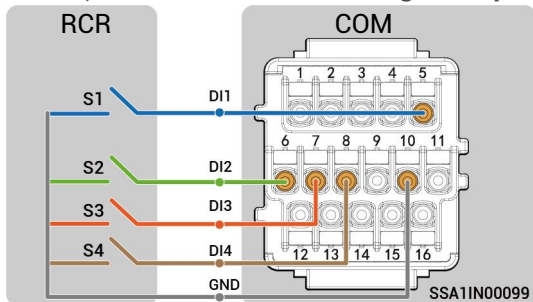 RCR COM
1 2 3 4 5
S1 DI1
6 7 8 9 10 11
S2 DI2
S3 DI3
S4 DI4
12 13 14 15 16
GND
SSA1IN00099